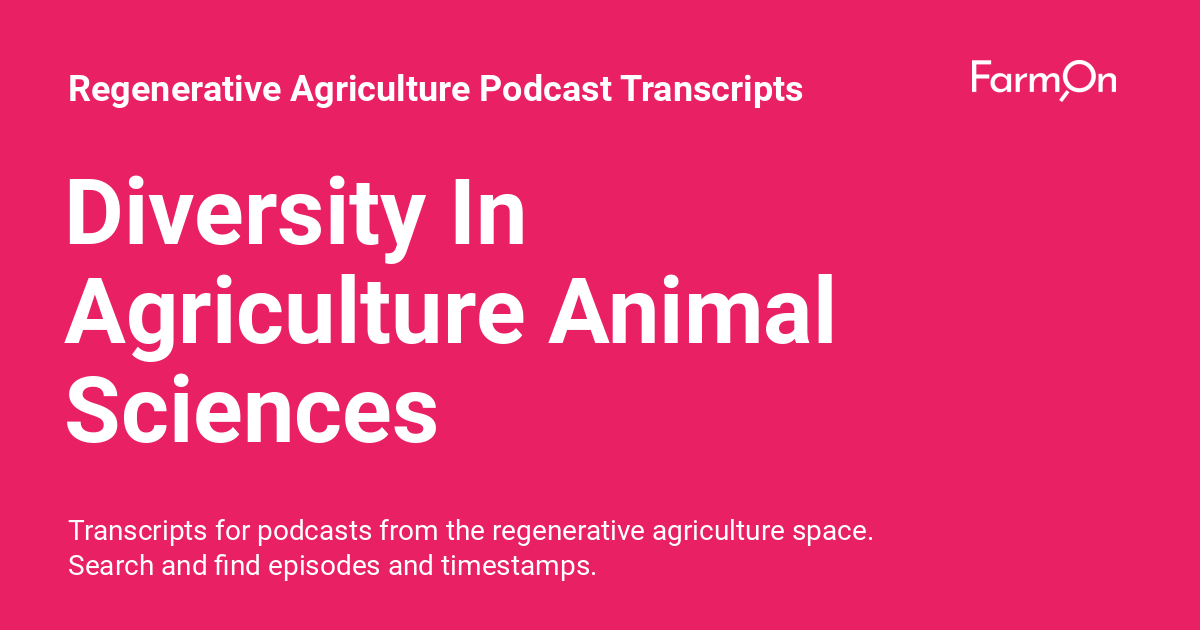 Regenerative Agriculture Podcast Transcripts
FarmOn
Diversity In
Agriculture Animal
Sciences
Transcripts for podcasts from the regenerative agriculture space.
Search and find episodes and timestamps.